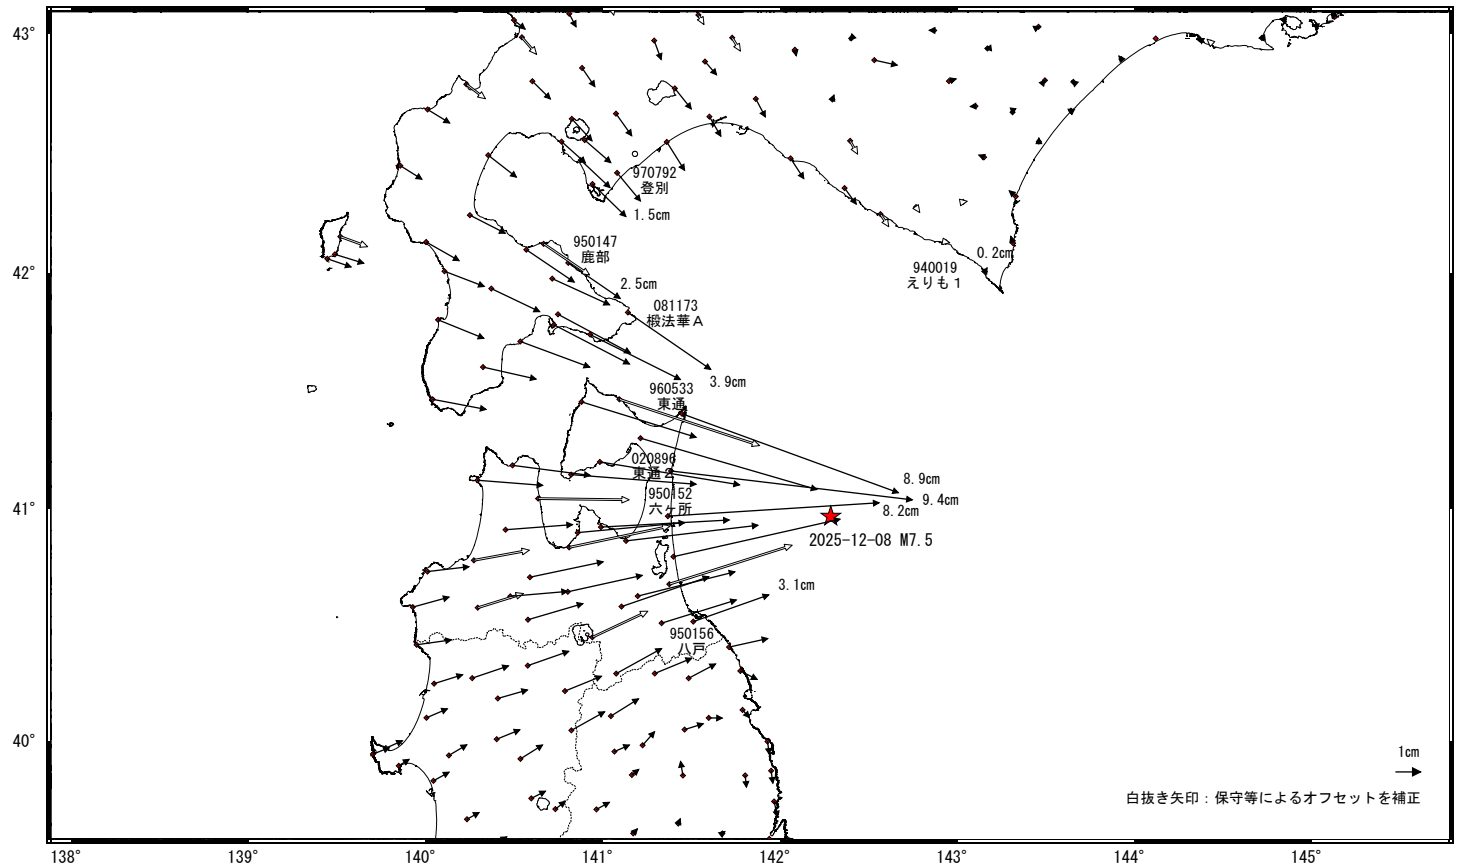 43°
970792
登別
1.5cm
950147
鹿部
42°
0.2cm
940019
えりも１
2.5cm
081173
椴法華Ａ
3.9cm
960533
東通
020896
東通２
8.9cm
950152
六ヶ所
9.4cm
41°
8.2cm
2025-12-08 M7.5
3.1cm
950156
八戸
40°
1cm
白抜き矢印：保守等によるオフセットを補正
138°
139°
140°
141°
142°
143°
144°
145°